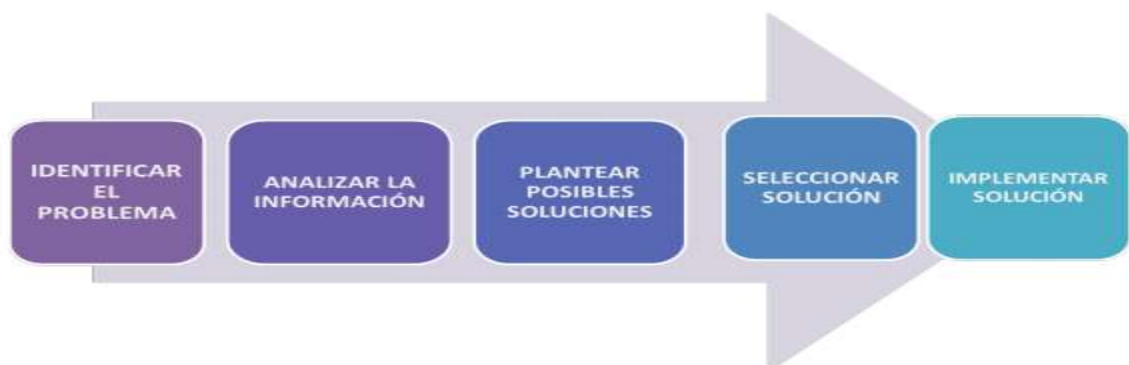 IDENTIFICAR
EL
PROBLEMA
ANALIZAR LA
INFORMACIÓN
PLANTEAR
POSIBLES
SOLUCIONES
SELECCIONAR
SOLUCIÓN
IMPLEMENTAR
SOLUCIÓN